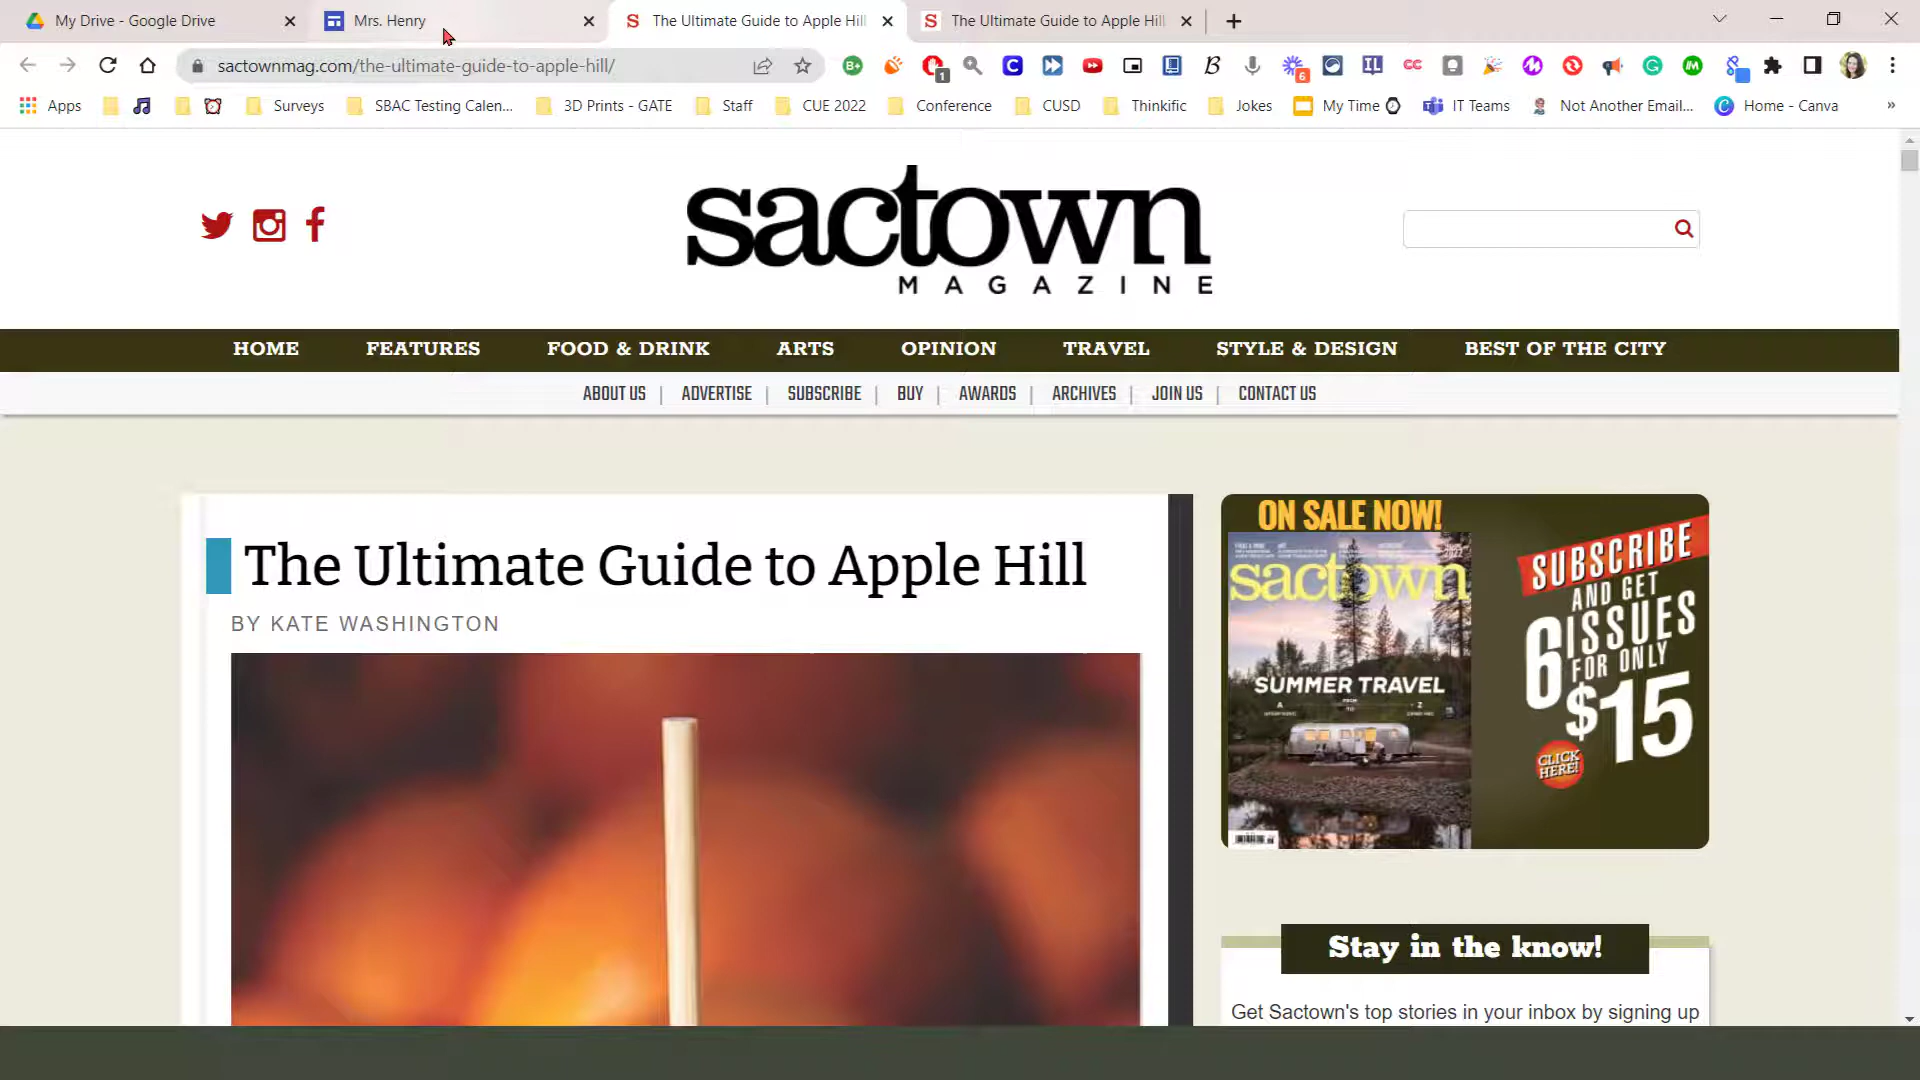 My Drive - Google Drive
Mrs. Henry
The Ultimate Guide to Apple Hill
The Ultimate Guide to Apple Hill
sactownmag.com/the-ultimate-guide-to-apple-hill/
1
6
Apps
Surveys
SBAC Testing Calen...
3D Prints - GATE
Staff
CUE 2022
Conference
CUSD
Thinkific
Jokes
My Time
IT Teams
Not Another Email...
Home - Canva
»
sactown
MAGAZINE
HOME
FEATURES
FOOD & DRINK
ARTS
OPINION
TRAVEL
STYLE & DESIGN
BEST OF THE CITY
ABOUT US | ADVERTISE | SUBSCRIBE | BUY | AWARDS | ARCHIVES | JOIN US | CONTACT US
The Ultimate Guide to Apple Hill
BY KATE WASHINGTON
ON SALE NOW!
sactown
SUMMER TRAVEL
A
FROM
TO
Z
SUBSCRIBE
AND GET
6 ISSUES
FOR ONLY
$15
CLICK
HERE!
Stay in the know!
Get Sactown's top stories in your inbox by signing up